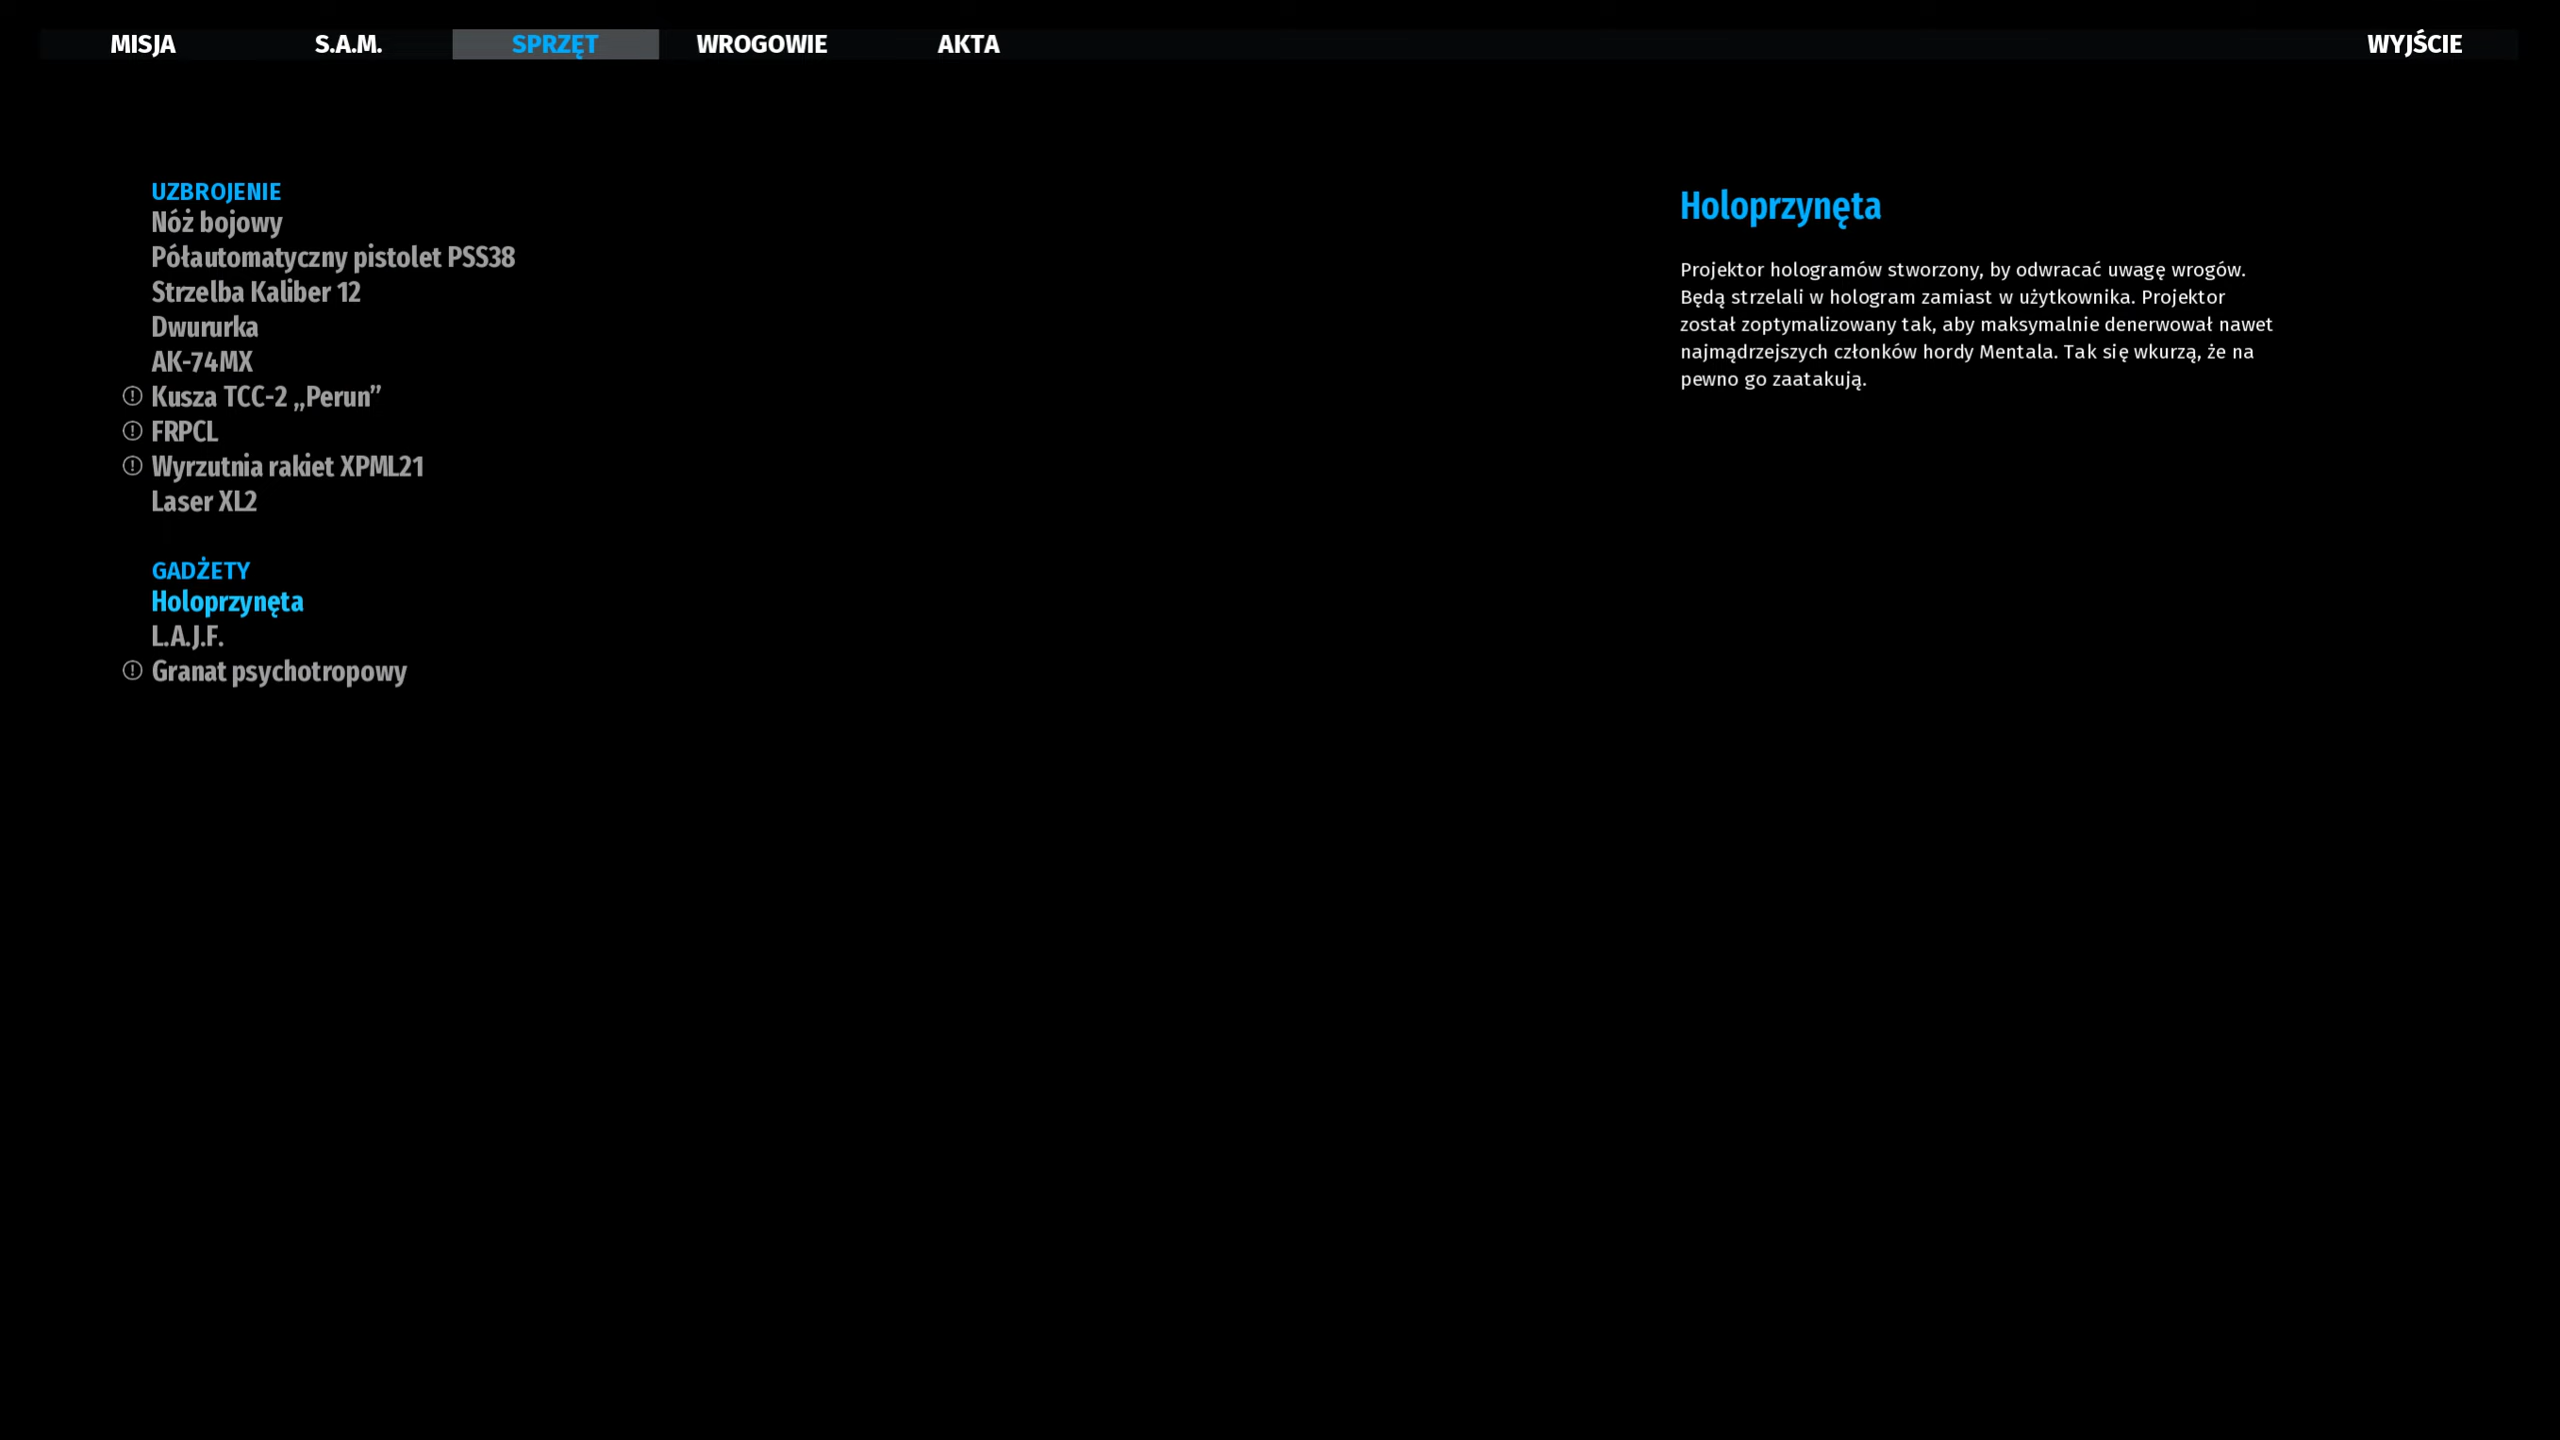 MISJA
S.A.M.
SPRZĘT
WROGOWIE
AKTA
WYJŚCIE
UZBROJENIE
Nóż bojowy
Półautomatyczny pistolet PSS38
Strzelba Kaliber 12
Dwururka
AK-74MX
Kusza TCC-2 „Perun”
FRPCL
Wyrzutnia rakiet XPML21
Laser XL2
GADŻETY
Holoprzynęta
L.A.J.F.
Granat psychotropowy
Holoprzynęta
Projektor hologramów stworzony, by odwracać uwagę wrogów.
Będą strzelali w hologram zamiast w użytkownika. Projektor
został zoptymalizowany tak, aby maksymalnie denerwował nawet
najmądrzejszych członków hordy Mentala. Tak się wkurzą, że na
pewno go zaatakują.